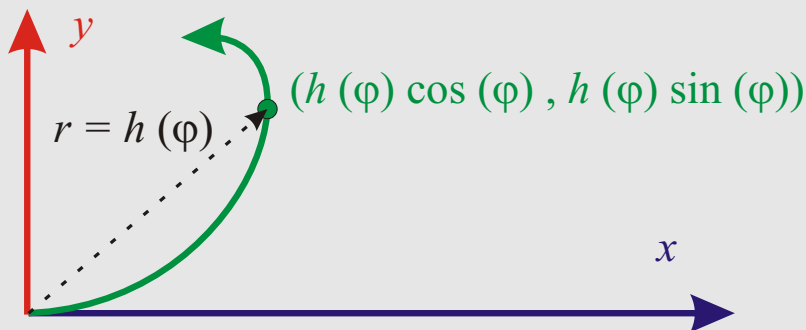 y
(h (φ) cos (φ) , h (φ) sin (φ))
r = h (φ)
x